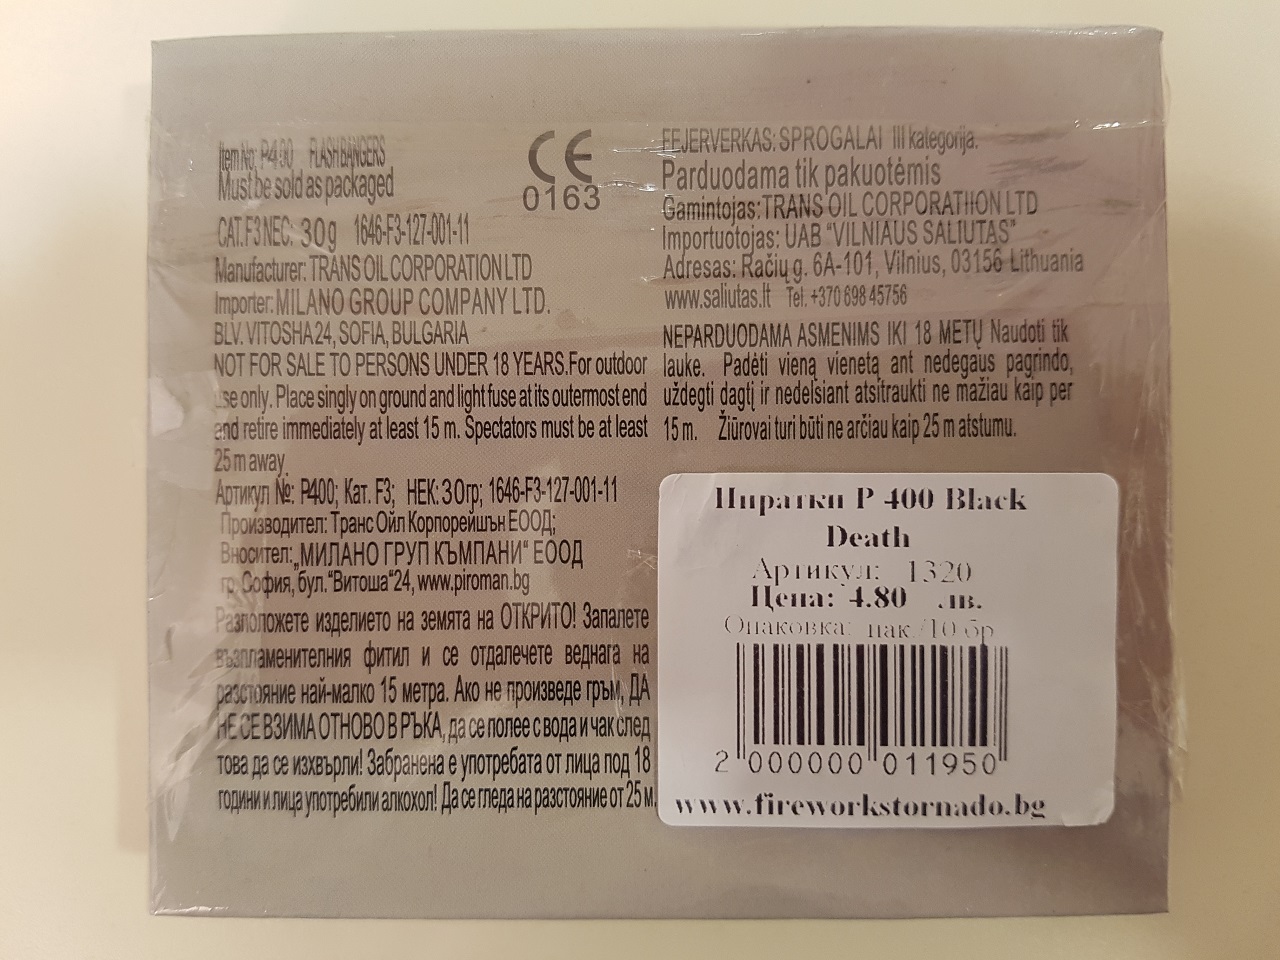 Item No: P400 FLASHBANGERS
Must be sold as packaged
CAT. F3 NEC: 30g 1646-F3-127-001-11
Manufacturer: TRANS OIL CORPORATION LTD
Importer: MILANO GROUP COMPANY LTD.
BLV. VITOSHA 24, SOFIA, BULGARIA
NOT FOR SALE TO PERSONS UNDER 18 YEARS. For outdoor
use only. Place singly on ground and light fuse at its outermost end
and retire immediately at least 15 m. Spectators must be at least
25 m away.
Артикул №: P400; Кат. F3; НЕК: 30гр; 1646-F3-127-001-11
Производител: Транс Ойл Корпорейшън ЕООД;
Вносител: „МИЛАНО ГРУП КЪМПАНИ“ ЕООД
гр. София, бул. “Витоша“ 24, www.piroman.bg
Разположете изделието на земята на ОТКРИТО! Запалете
възпламенителния фитил и се отдалечете веднага на
разстояние най-малко 15 метра. Ако не произведе гръм, ДА
НЕ СЕ ВЗИМА ОТНОВО В РЪКА, да се полее с вода и чак след
това да се изхвърли! Забранена е употребата от лица под 18
години и лица употребили алкохол! Да се гледа на разстояние от 25 м.
CE
0163
FEJERVERKAS: SPROGALAI III kategorija.
Parduodama tik pakuotėmis
Gamintojas: TRANS OIL CORPORATIION LTD
Importuotojas: UAB "VILNIAUS SALIUTAS"
Adresas: Račių g. 6A-101, Vilnius, 03156 Lithuania
www.saliutas.lt Tel. +370 698 45756
NEPARDUODAMA ASMENIMS IKI 18 METŲ Naudoti tik
lauke. Padėti vieną vienetą ant nedegaus pagrindo,
uždegti dagtį ir nedelsiant atsitraukti ne mažiau kaip per
15 m. Žiūrovai turi būti ne arčiau kaip 25 m atstumu.
Пиратки P 400 Black
Death
Артикул: 1320
Цена: 4.80 лв.
Опаковка: пак./10 бр
2 000000 011950
www.fireworkstornado.bg